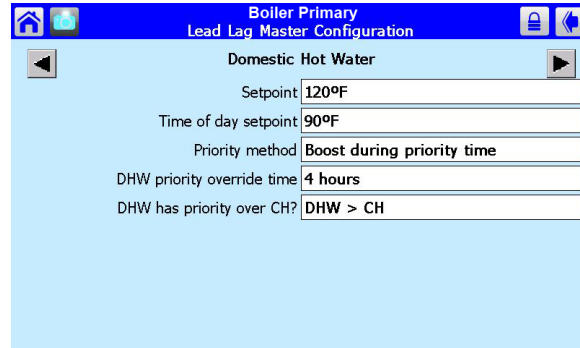 Boiler Primary
Lead Lag Master Configuration
Domestic Hot Water
Setpoint 120ºF
Time of day setpoint 90ºF
Priority method Boost during priority time
DHW priority override time 4 hours
DHW has priority over CH? DHW > CH